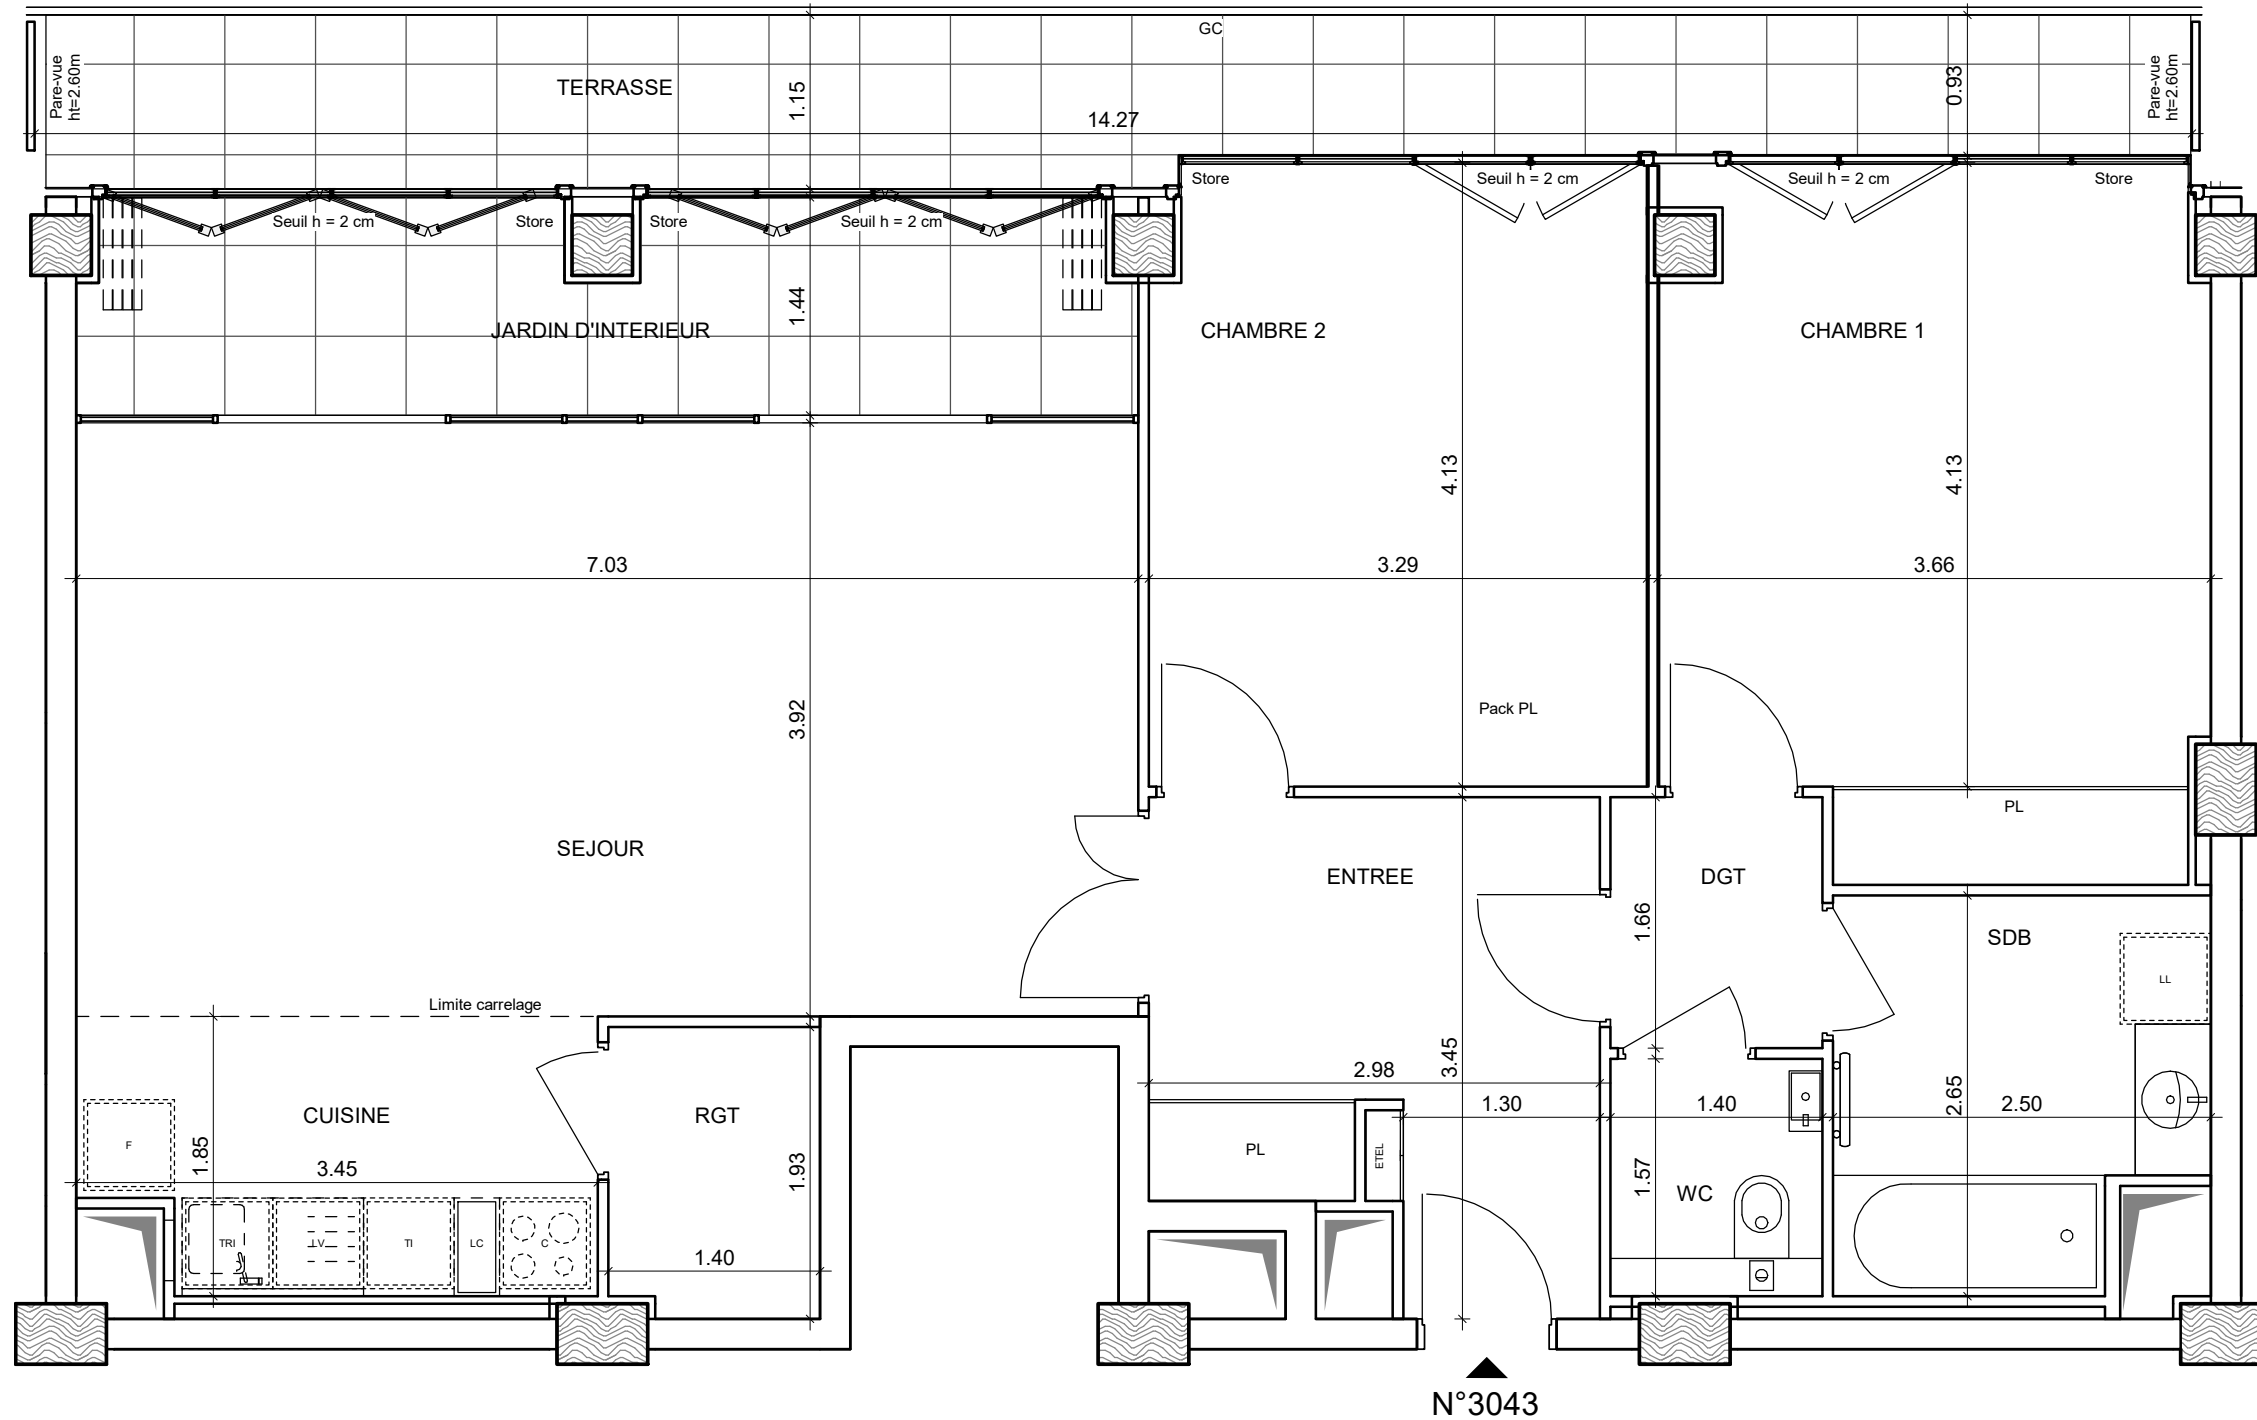 GC
Pare-vue
ht=2.60m
TERRASSE
1.15
14.27
0.93
Pare-vue
ht=2.60m
Seuil h = 2 cm
Store
Store
Seuil h = 2 cm
Store
Seuil h = 2 cm
Seuil h = 2 cm
Store
JARDIN D'INTERIEUR
1.44
CHAMBRE 2
CHAMBRE 1
4.13
4.13
7.03
3.29
3.66
3.92
Pack PL
PL
SEJOUR
ENTREE
DGT
1.66
SDB
LL
Limite carrelage
2.98
3.45
1.30
1.40
2.65
2.50
CUISINE
RGT
F
1.85
3.45
1.93
PL
ETEL
1.57
WC
TRI
LV
TI
LC
C
1.40
N°3043